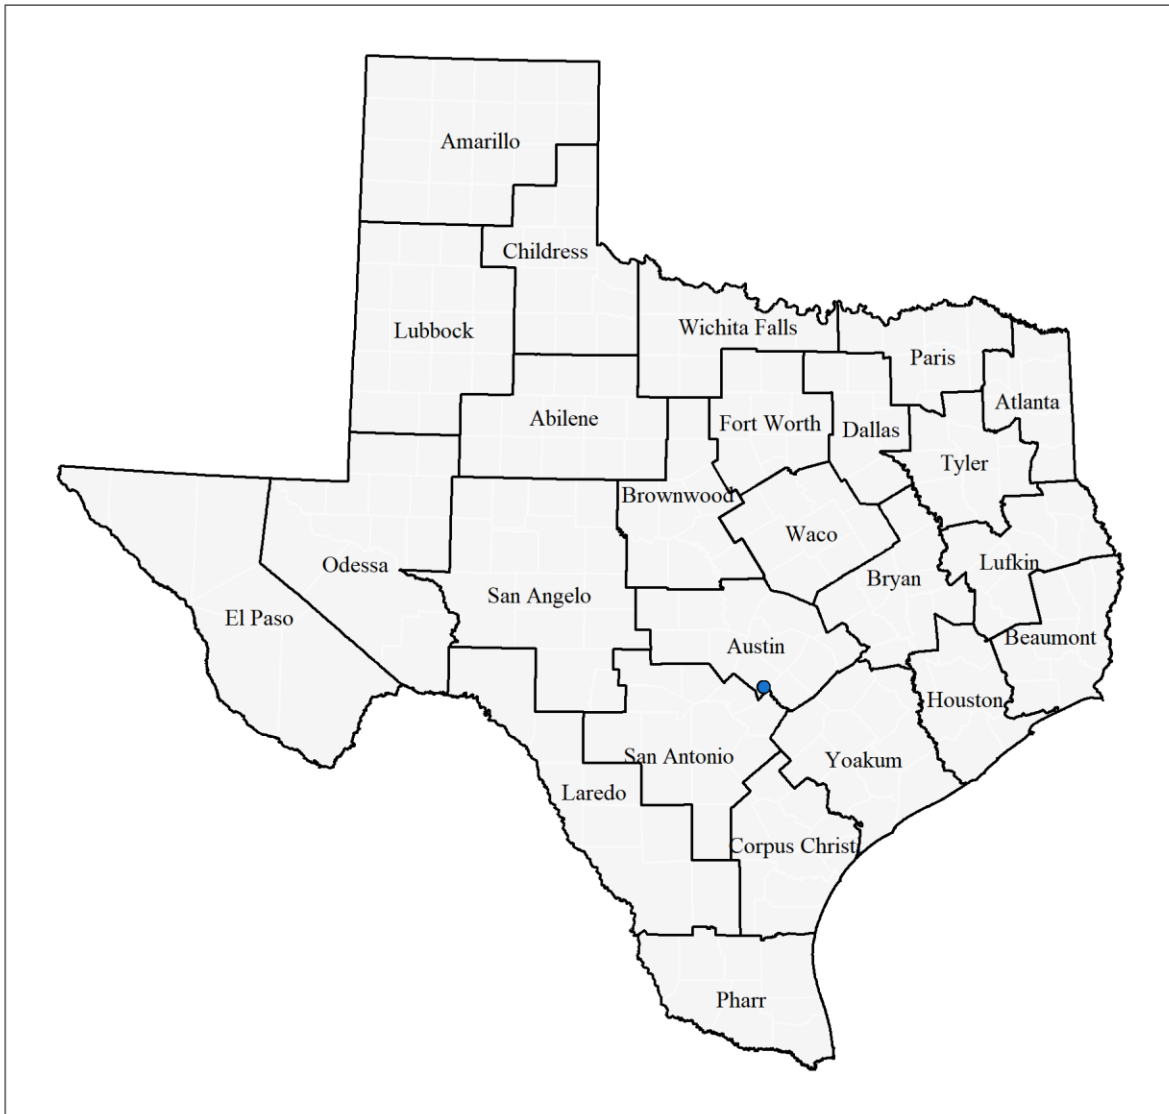 Amarillo
Childress
Wichita Falls
Lubbock
Paris
Atlanta
Abilene
Fort Worth
Dallas
Tyler
Brownwood
Waco
Odessa
Lufkin
Bryan
San Angelo
El Paso
Beaumont
Austin
Houston
San Antonio
Yoakum
Laredo
Corpus Christ
Pharr